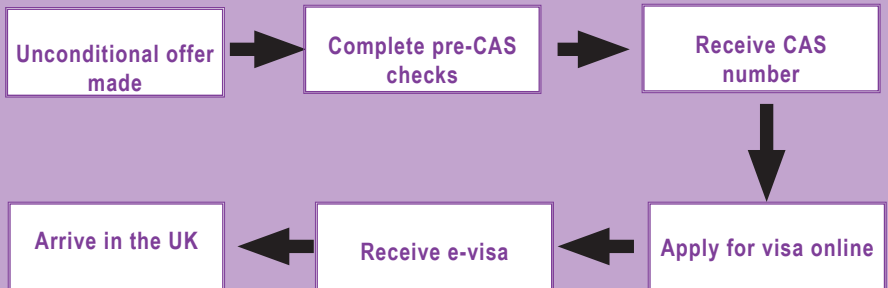 Unconditional offer
made
Complete pre-CAS
checks
Receive CAS
number
Apply for visa online
Receive e-visa
Arrive in the UK